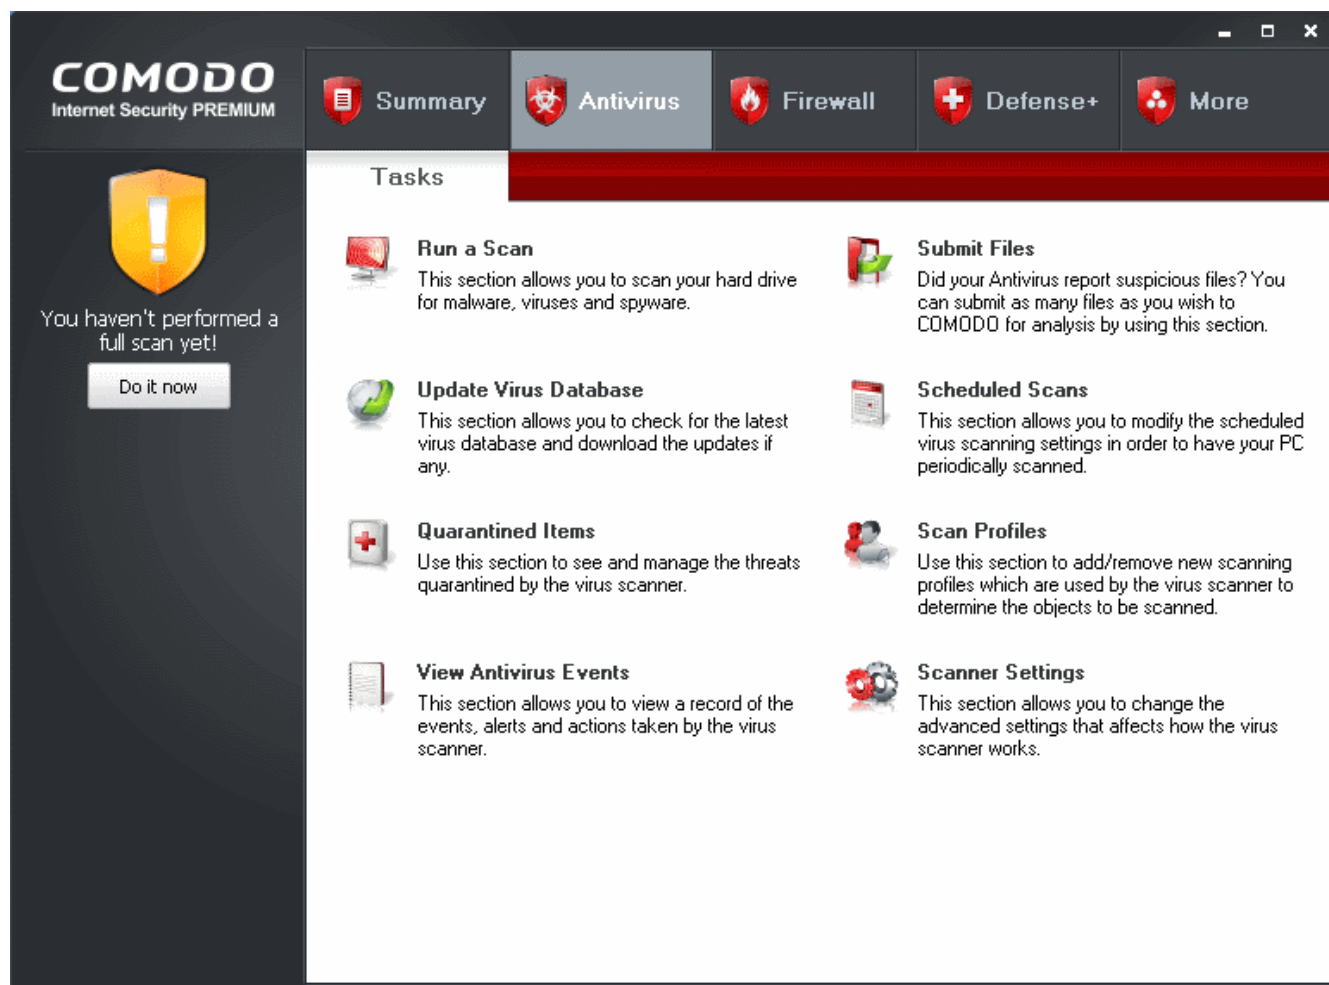 COMODO
Internet Security PREMIUM
Summary
Antivirus
Firewall
Defense+
More
You haven't performed a
full scan yet!
Do it now
Tasks
Run a Scan
This section allows you to scan your hard drive
for malware, viruses and spyware.
Submit Files
Did your Antivirus report suspicious files? You
can submit as many files as you wish to
COMODO for analysis by using this section.
Update Virus Database
This section allows you to check for the latest
virus database and download the updates if
any.
Scheduled Scans
This section allows you to modify the scheduled
virus scanning settings in order to have your PC
periodically scanned.
Quarantined Items
Use this section to see and manage the threats
quarantined by the virus scanner.
Scan Profiles
Use this section to add/remove new scanning
profiles which are used by the virus scanner to
determine the objects to be scanned.
View Antivirus Events
This section allows you to view a record of the
events, alerts and actions taken by the virus
scanner.
Scanner Settings
This section allows you to change the
advanced settings that affects how the virus
scanner works.